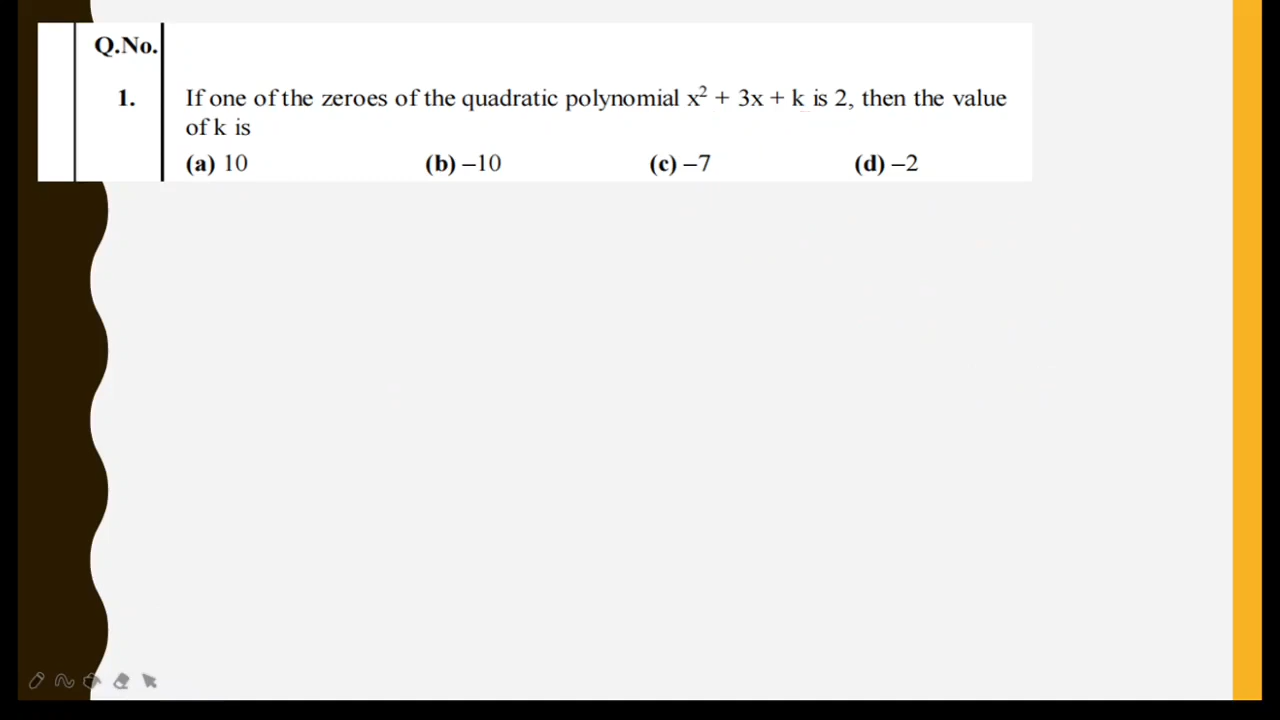 Q.No.
1. If one of the zeroes of the quadratic polynomial x² + 3x + k is 2, then the value
of k is
(a) 10 (b) –10 (c) –7 (d) –2